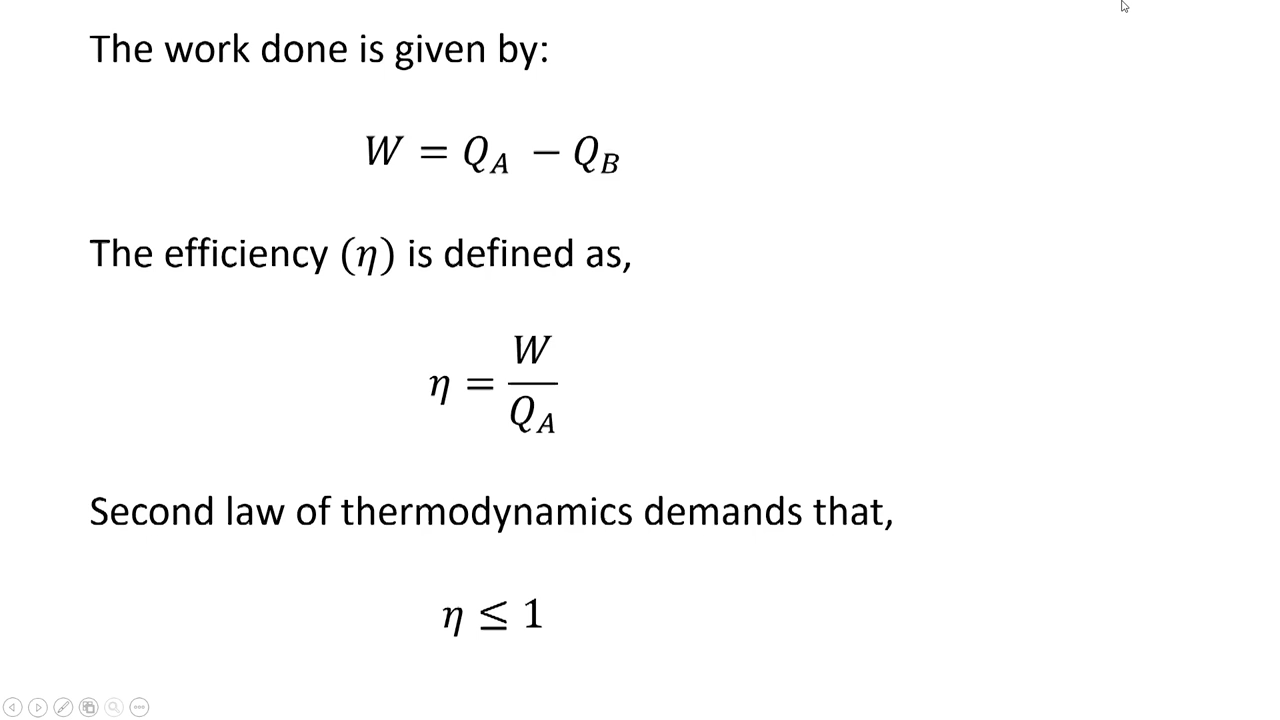 The work done is given by:
W = Q_A − Q_B
The efficiency (η) is defined as,
η = W/Q_A
Second law of thermodynamics demands that,
η ≤ 1